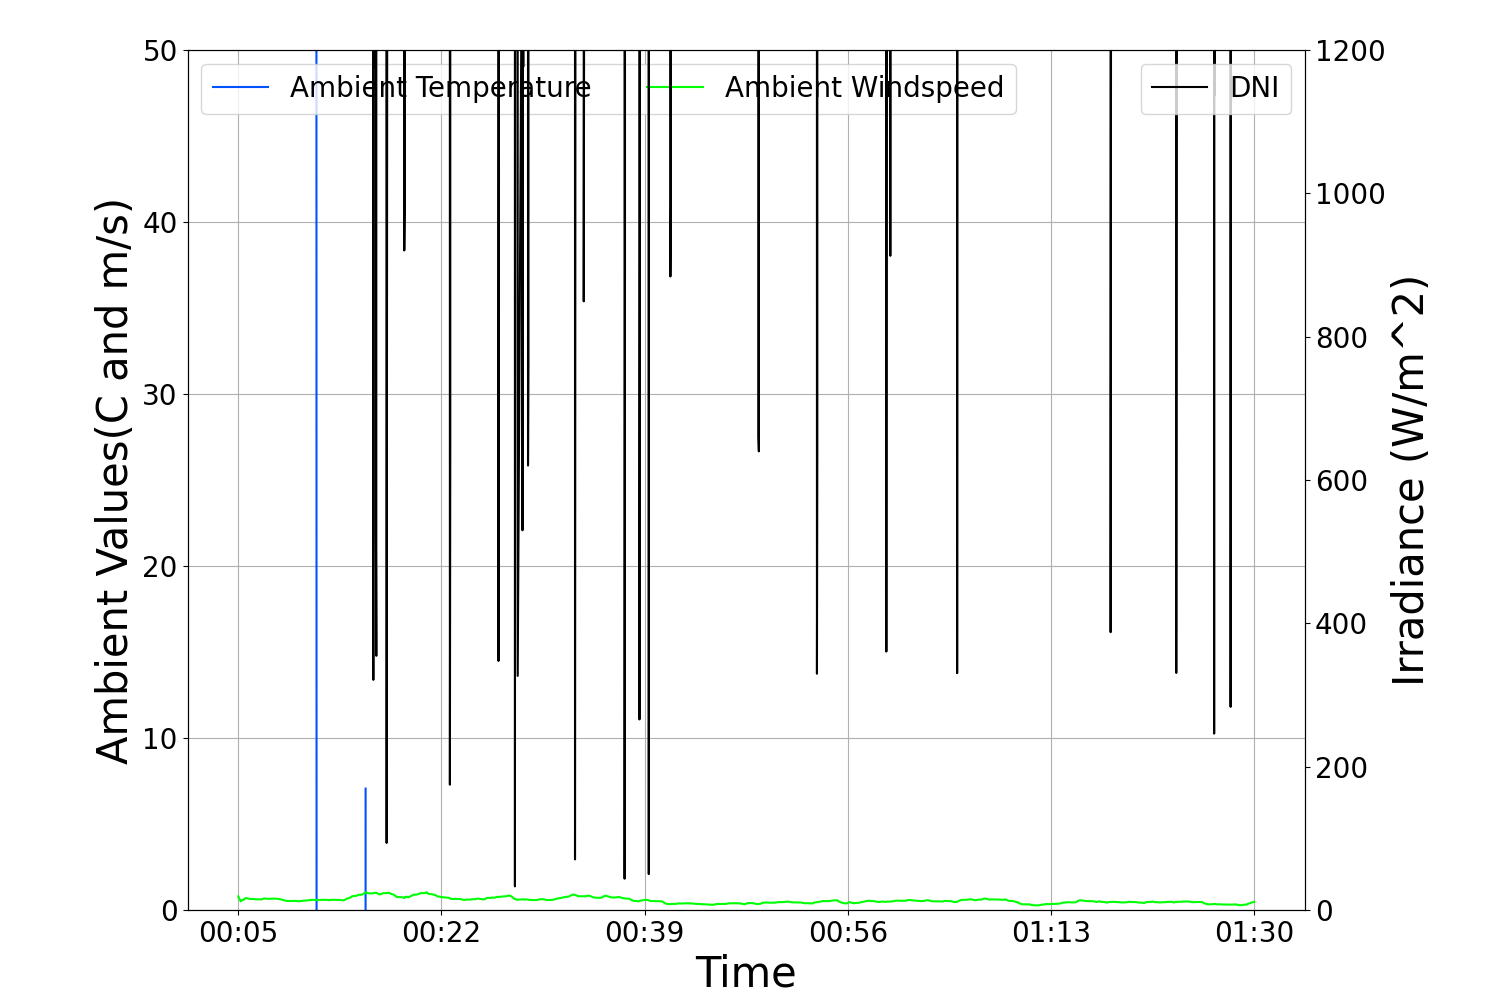 Ambient Temperature
Ambient Windspeed
DNI
Ambient Values(C and m/s)
50
40
30
20
10
0
Irradiance (W/m^2)
1200
1000
800
600
400
200
0
00:05 00:22 00:39 00:56 01:13 01:30
Time